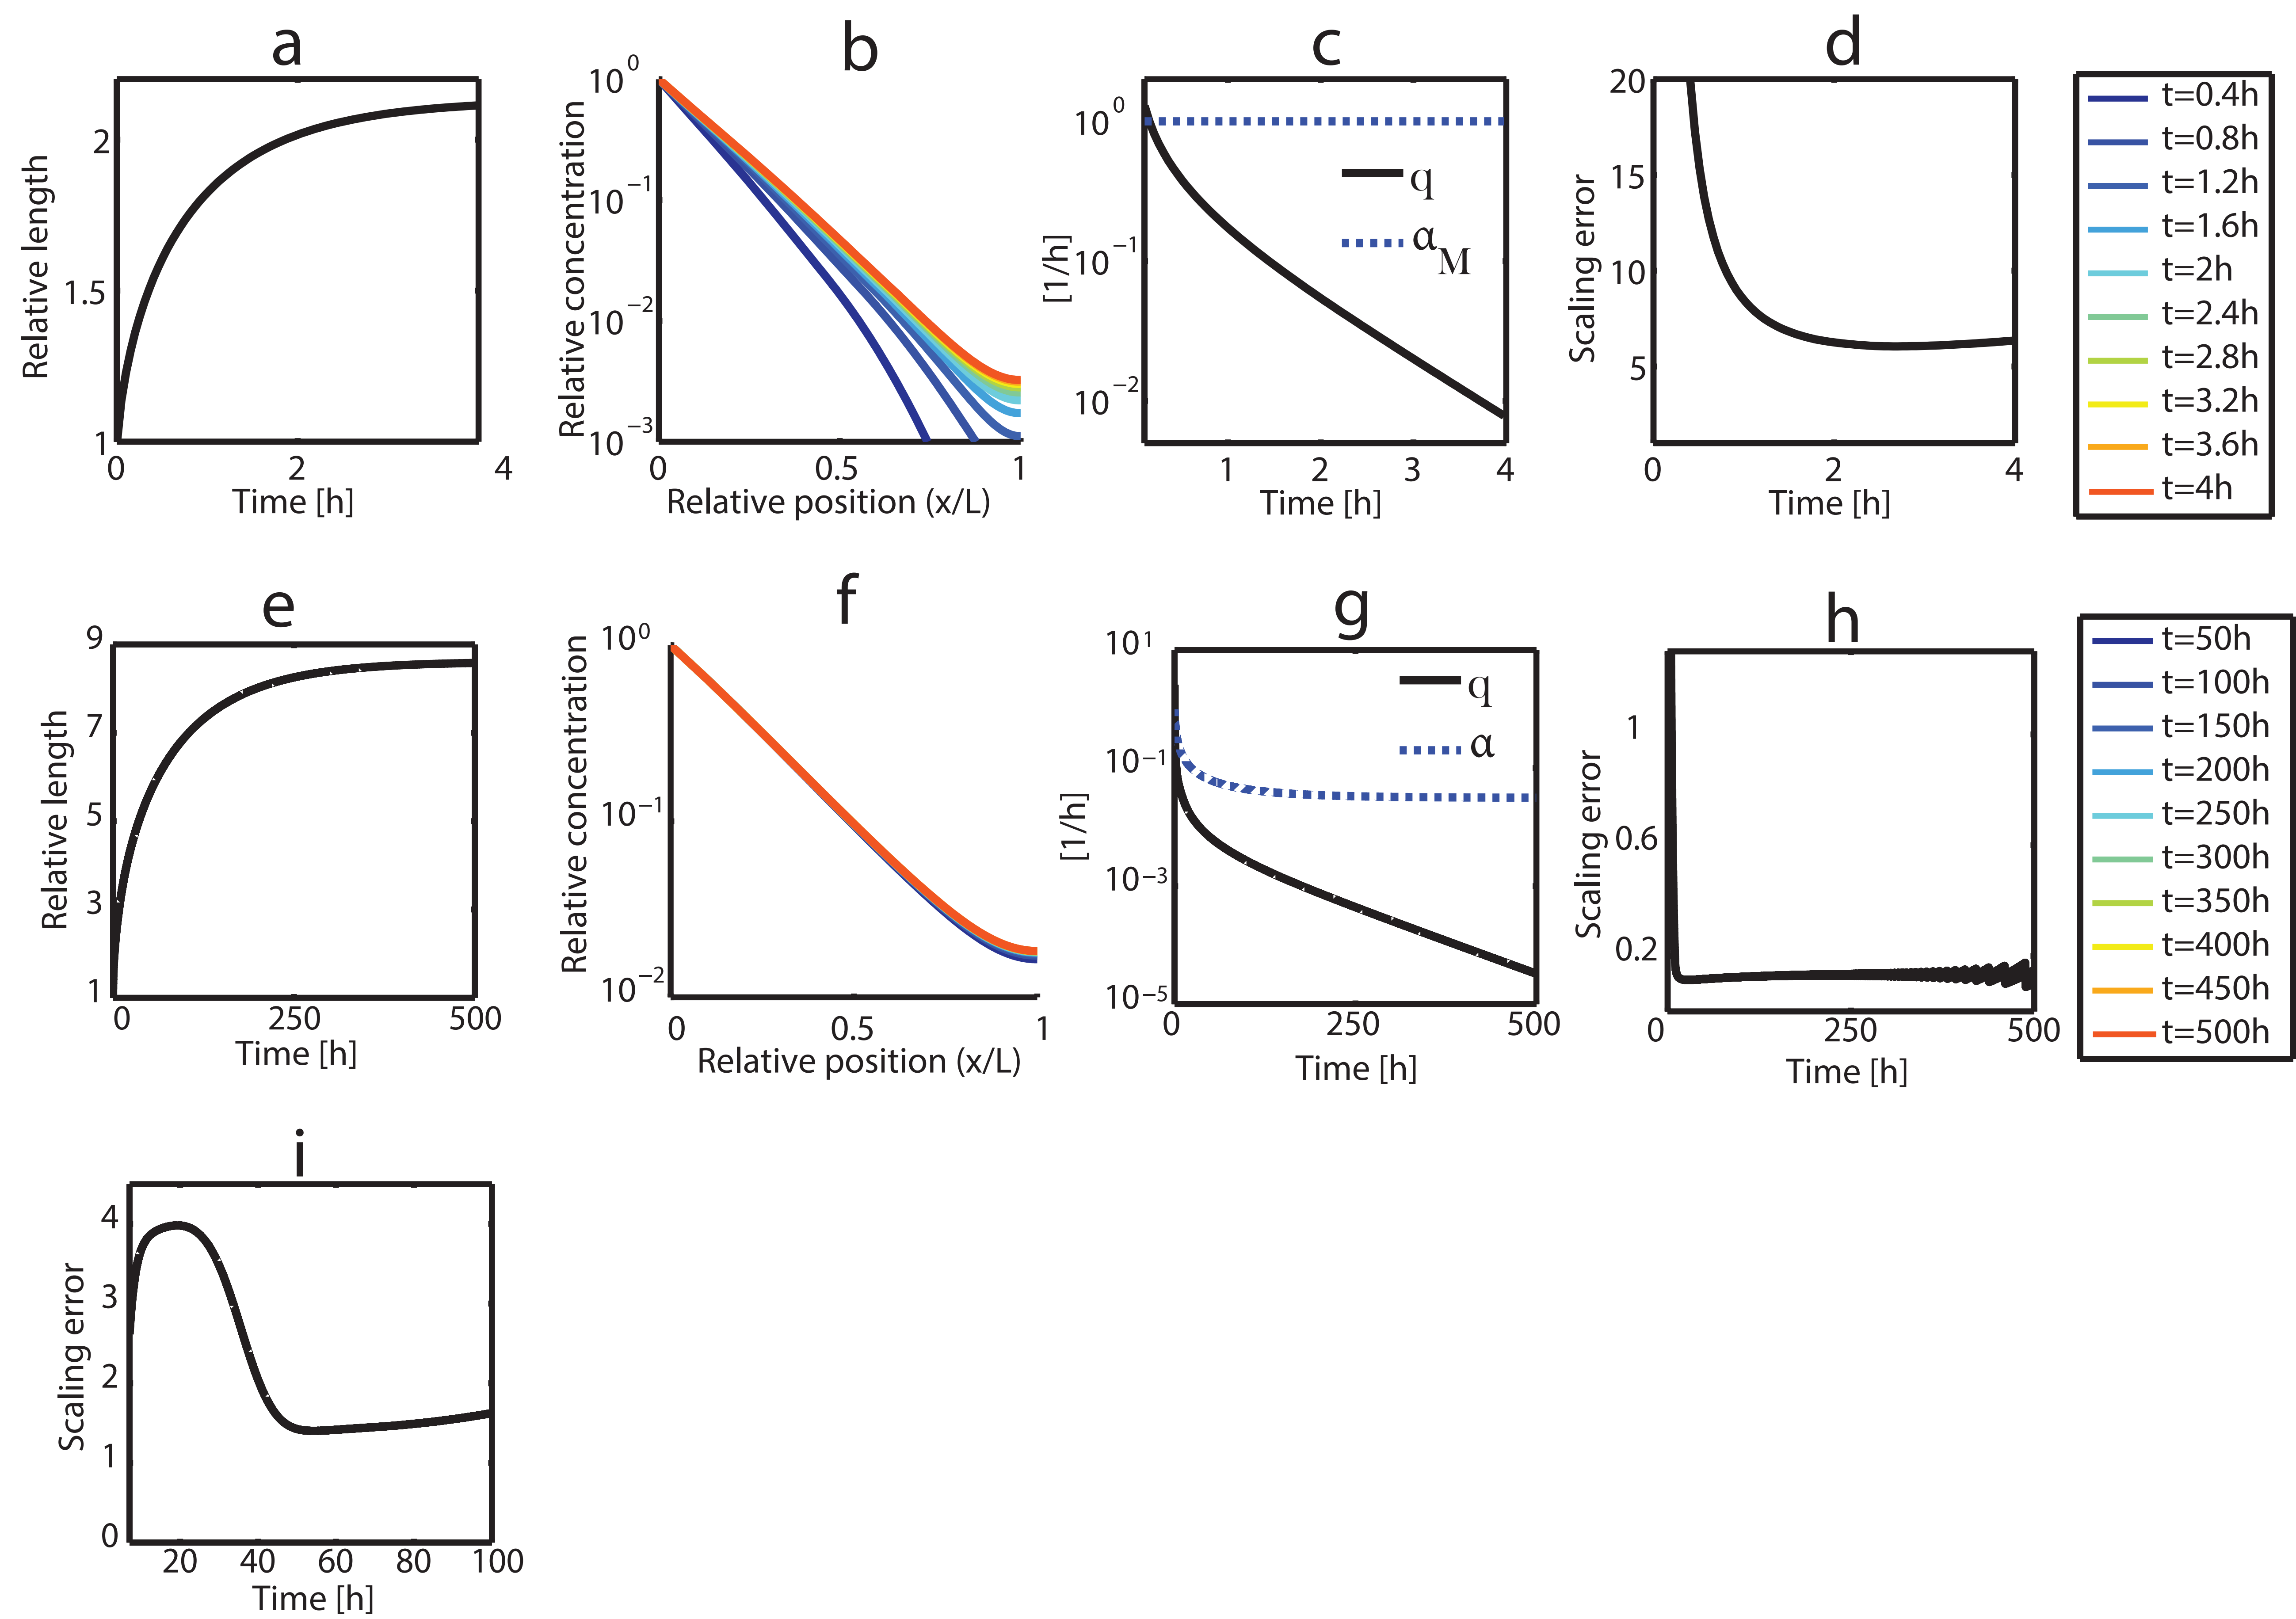 a
Relative length
2
1.5
1
0 2 4
Time [h]
b
Relative concentration
10^0
10^−1
10^−2
10^−3
0 0.5 1
Relative position (x/L)
c
[1/h]
10^0
10^−1
10^−2
q
α_M
1 2 3 4
Time [h]
d
Scaling error
20
15
10
5
0 2 4
Time [h]
t=0.4h
t=0.8h
t=1.2h
t=1.6h
t=2h
t=2.4h
t=2.8h
t=3.2h
t=3.6h
t=4h
e
Relative length
9
7
5
3
1
0 250 500
Time [h]
f
Relative concentration
10^0
10^−1
10^−2
0 0.5 1
Relative position (x/L)
g
[1/h]
10^1
10^−1
10^−3
10^−5
q
α
0 250 500
Time [h]
h
Scaling error
1
0.6
0.2
0 250 500
Time [h]
t=50h
t=100h
t=150h
t=200h
t=250h
t=300h
t=350h
t=400h
t=450h
t=500h
i
Scaling error
4
3
2
1
0
20 40 60 80 100
Time [h]